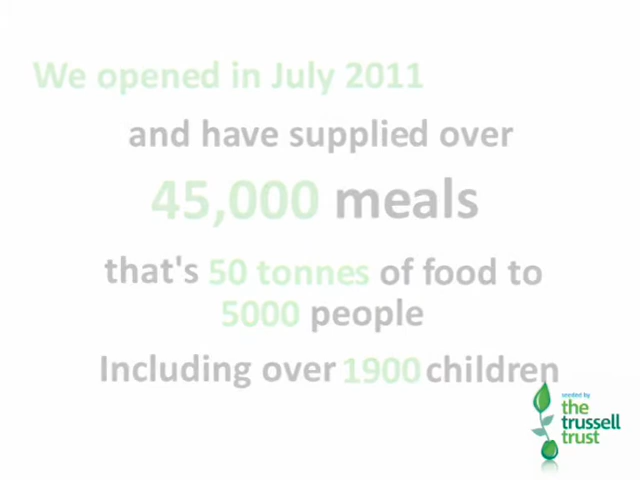 We opened in July 2011
and have supplied over
45,000 meals
that's 50 tonnes of food to
5000 people
Including over 1900 children
seeded by
the
trussell
trust